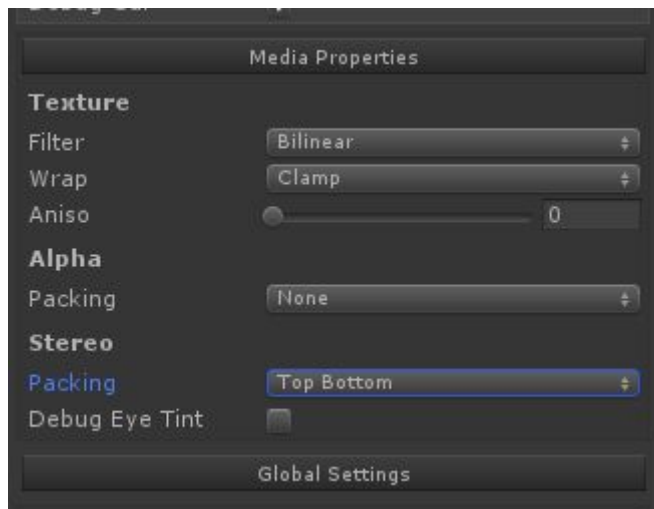 Media Properties
Texture
Filter Bilinear
Wrap Clamp
Aniso 0
Alpha
Packing None
Stereo
Packing Top Bottom
Debug Eye Tint
Global Settings